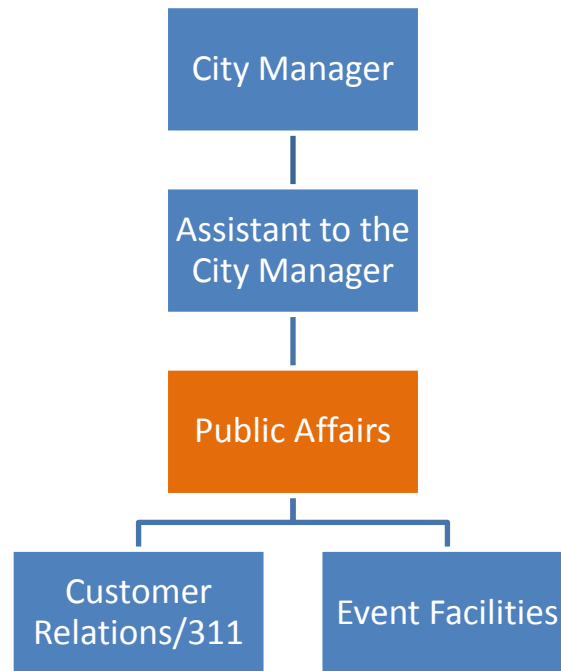 City Manager
Assistant to the
City Manager
Public Affairs
Customer
Relations/311
Event Facilities